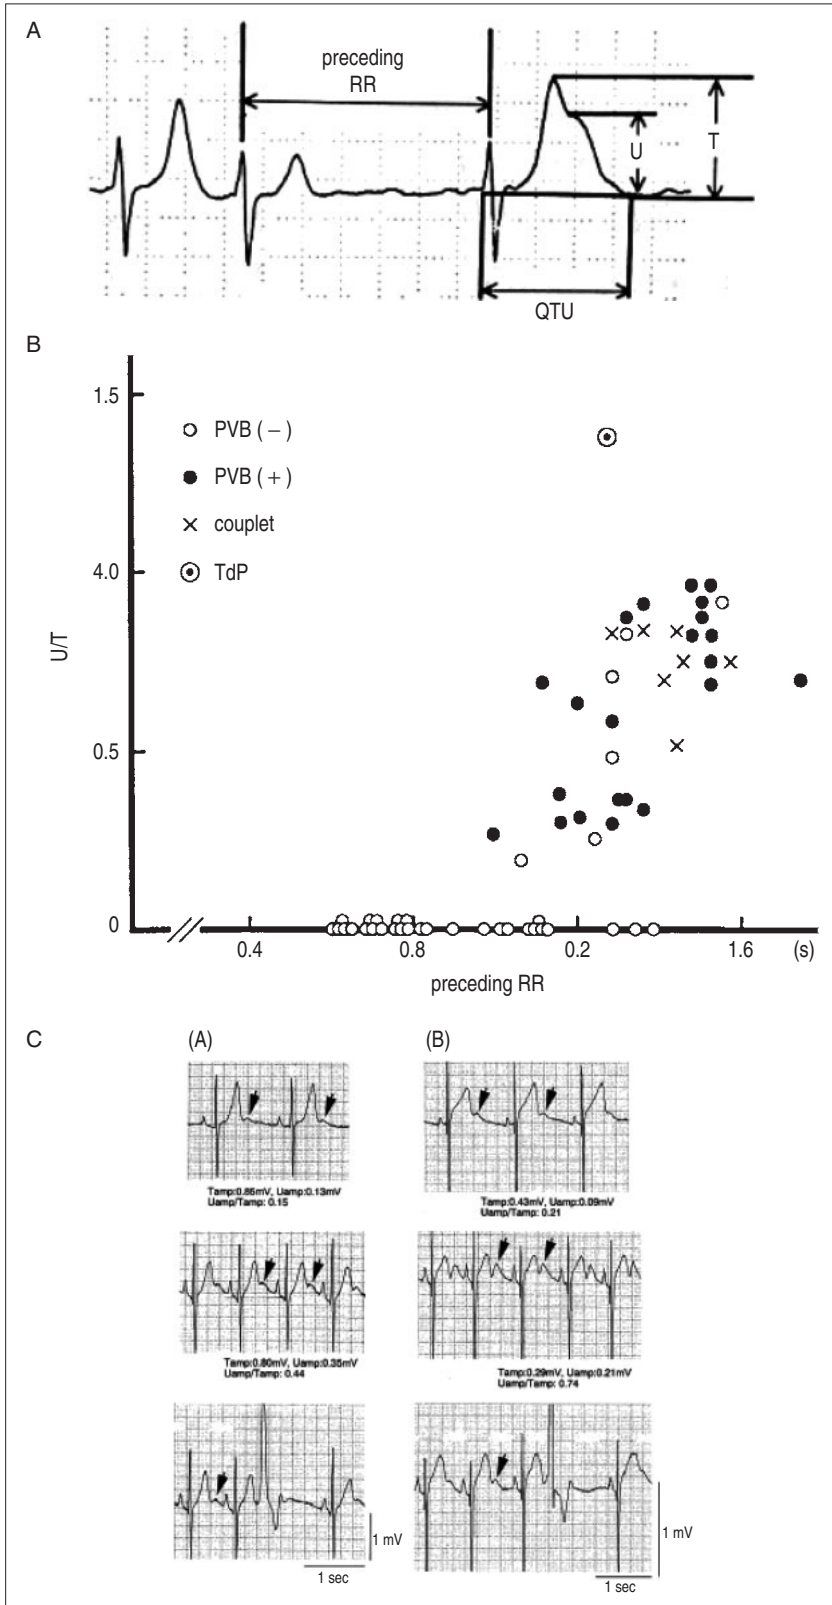 A
preceding
RR
U
T
QTU
B
1.5
PVB ( − )
PVB ( + )
couplet
TdP
4.0
U/T
0.5
0
0.4
0.8
0.2
1.6
(s)
preceding RR
C
(A)
(B)
Tamp:0.86mV, Uamp:0.13mV
Uamp/Tamp: 0.15
Tamp:0.43mV, Uamp:0.09mV
Uamp/Tamp: 0.21
Tamp:0.80mV, Uamp:0.35mV
Uamp/Tamp: 0.44
Tamp:0.29mV, Uamp:0.21mV
Uamp/Tamp: 0.74
1 mV
1 sec
1 mV
1 sec